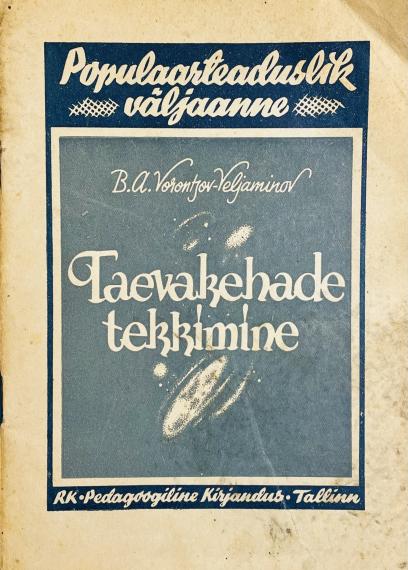 Populaarteaduslik
väljaanne
B.A. Vorontsov-Veljaminov
Taevakehade
tekkimine
RK • Pedagoogiline Kirjandus • Tallinn